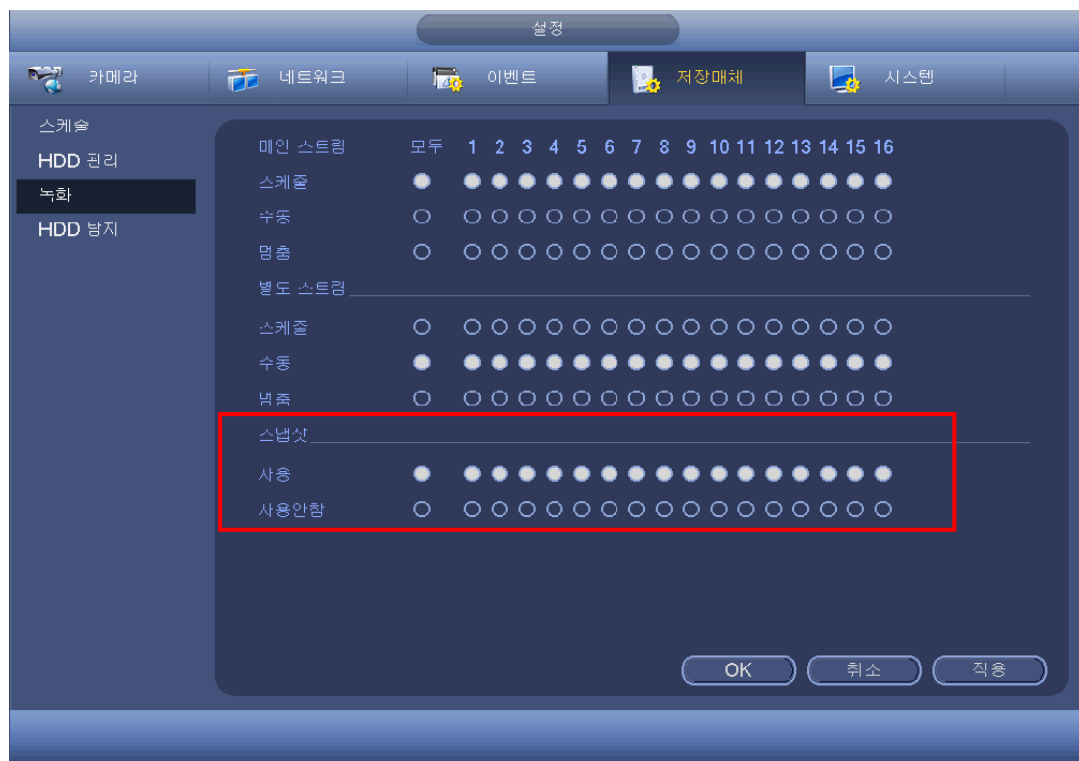 설정
카메라 네트워크 이벤트 저장매체 시스템
스케쥴
HDD 관리
녹화
HDD 탐지
메인 스트림 모두 1 2 3 4 5 6 7 8 9 10 11 12 13 14 15 16
스케줄
수동
멈춤
별도 스트림
스케줄
수동
멈춤
스냅샷
사용
사용안함
OK 취소 적용